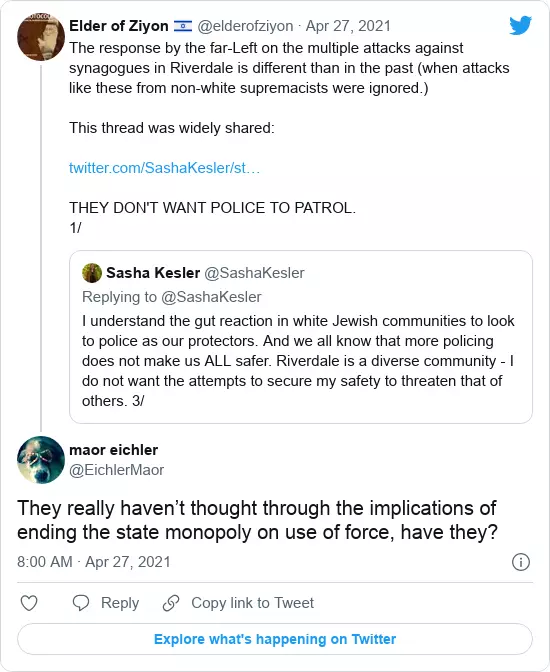 Elder of Ziyon 🇮🇱 @elderofziyon · Apr 27, 2021
The response by the far-Left on the multiple attacks against
synagogues in Riverdale is different than in the past (when attacks
like these from non-white supremacists were ignored.)
This thread was widely shared:
twitter.com/SashaKesler/st…
THEY DON'T WANT POLICE TO PATROL.
1/
Sasha Kesler @SashaKesler
Replying to @SashaKesler
I understand the gut reaction in white Jewish communities to look
to police as our protectors. And we all know that more policing
does not make us ALL safer. Riverdale is a diverse community - I
do not want the attempts to secure my safety to threaten that of
others. 3/
maor eichler
@EichlerMaor
They really haven’t thought through the implications of
ending the state monopoly on use of force, have they?
8:00 AM · Apr 27, 2021
Reply
Copy link to Tweet
Explore what's happening on Twitter